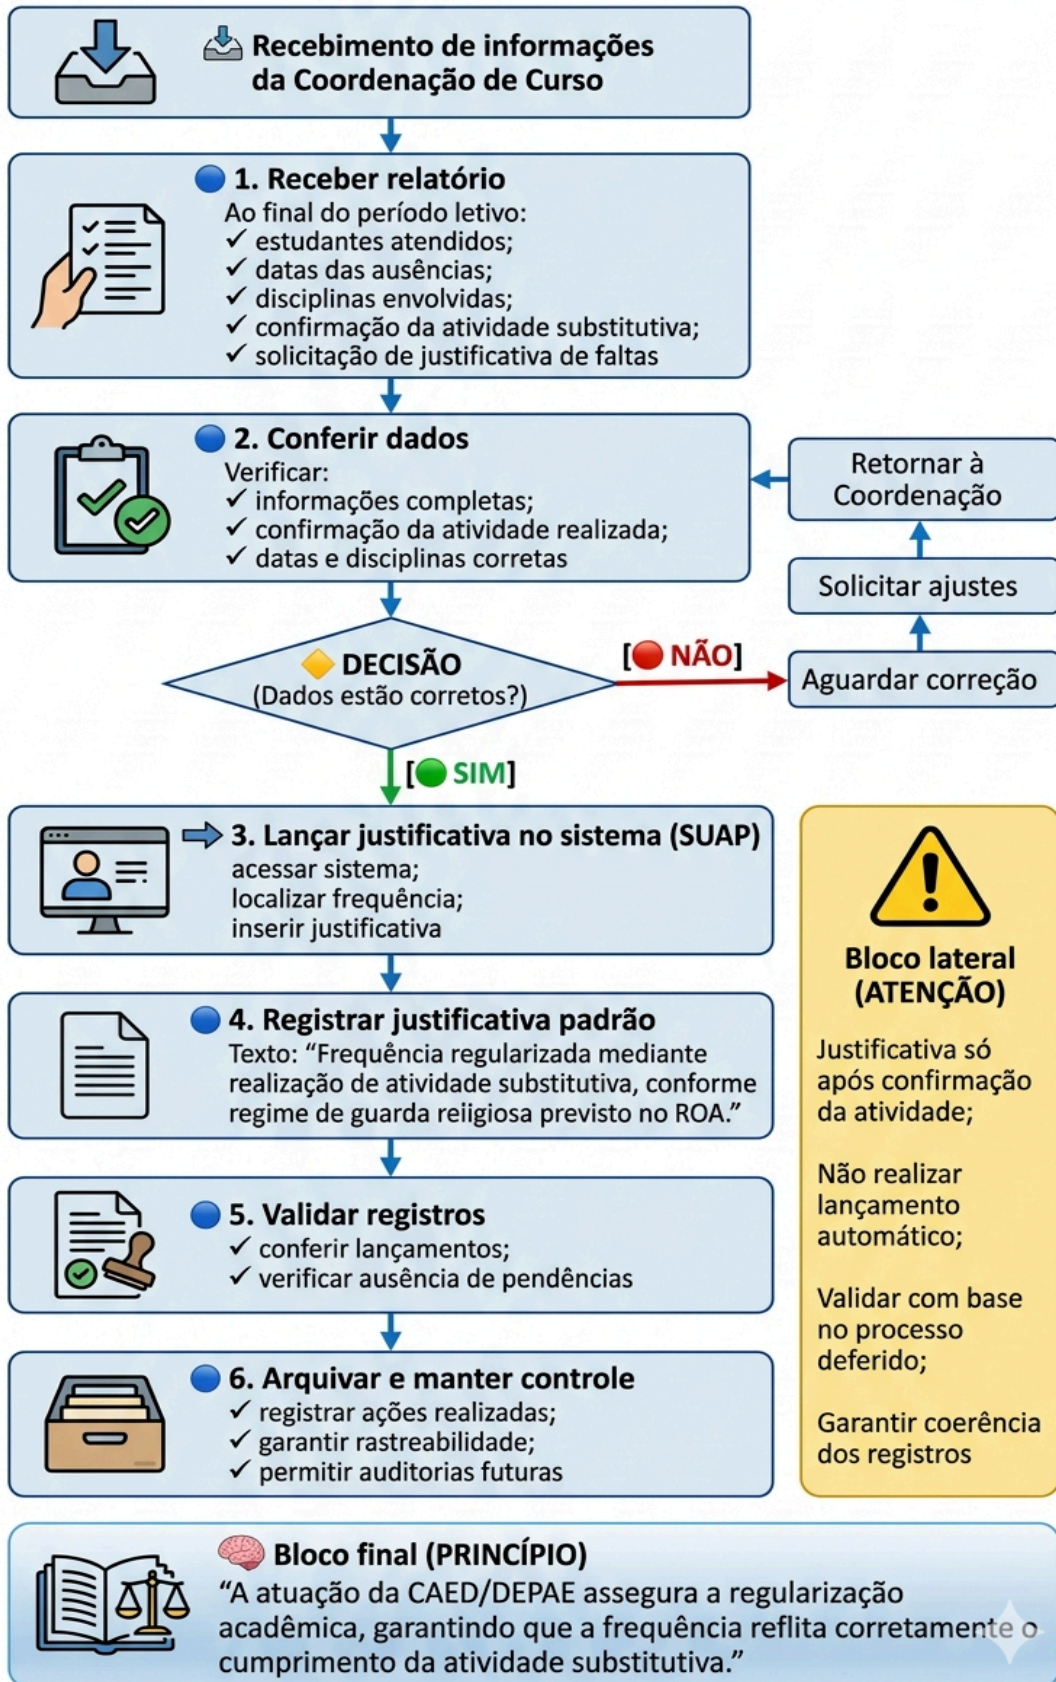 Recebimento de informações
da Coordenação de Curso
1. Receber relatório
Ao final do período letivo:
✓ estudantes atendidos;
✓ datas das ausências;
✓ disciplinas envolvidas;
✓ confirmação da atividade substitutiva;
✓ solicitação de justificativa de faltas
2. Conferir dados
Verificar:
✓ informações completas;
✓ confirmação da atividade realizada;
✓ datas e disciplinas corretas
Retornar à
Coordenação
Solicitar ajustes
Aguardar correção
DECISÃO
(Dados estão corretos?)
[🔴 NÃO]
[🟢 SIM]
3. Lançar justificativa no sistema (SUAP)
acessar sistema;
localizar frequência;
inserir justificativa
4. Registrar justificativa padrão
Texto: “Frequência regularizada mediante
realização de atividade substitutiva, conforme
regime de guarda reiigiosa previsto no ROA.”
5. Validar registros
✓ conferir lançamentos;
✓ verificar ausência de pendências
6. Arquivar e manter controle
✓ registrar ações realizadas;
✓ garantir rastreabilidade;
✓ permitir auditorias futuras
Bloco lateral
(ATENÇÃO)
Justificativa só
após confirmação
da atividade;
Não realizar
lançamento
automático;
Validar com base
no processo
deferido;
Garantir coerência
dos registros
Bloco final (PRINCÍPIO)
“A atuação da CAED/DEPAE assegura a regularização
acadêmica, garantindo que a frequência reflita corretamente o
cumprimento da atividade substitutiva.”